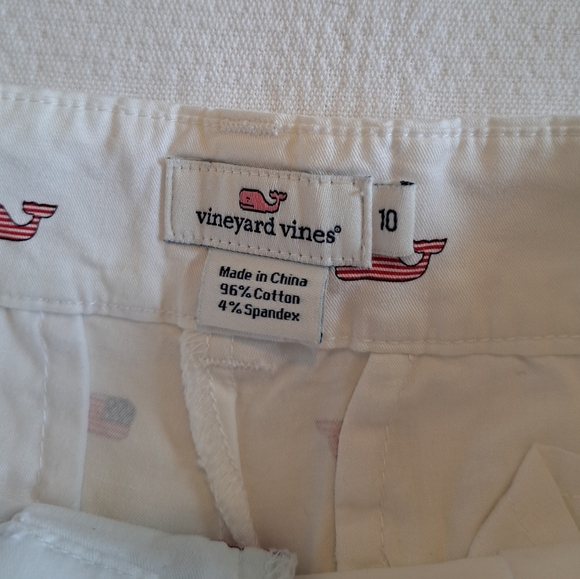 vineyard vines®
10
Made in China
96% Cotton
4% Spandex